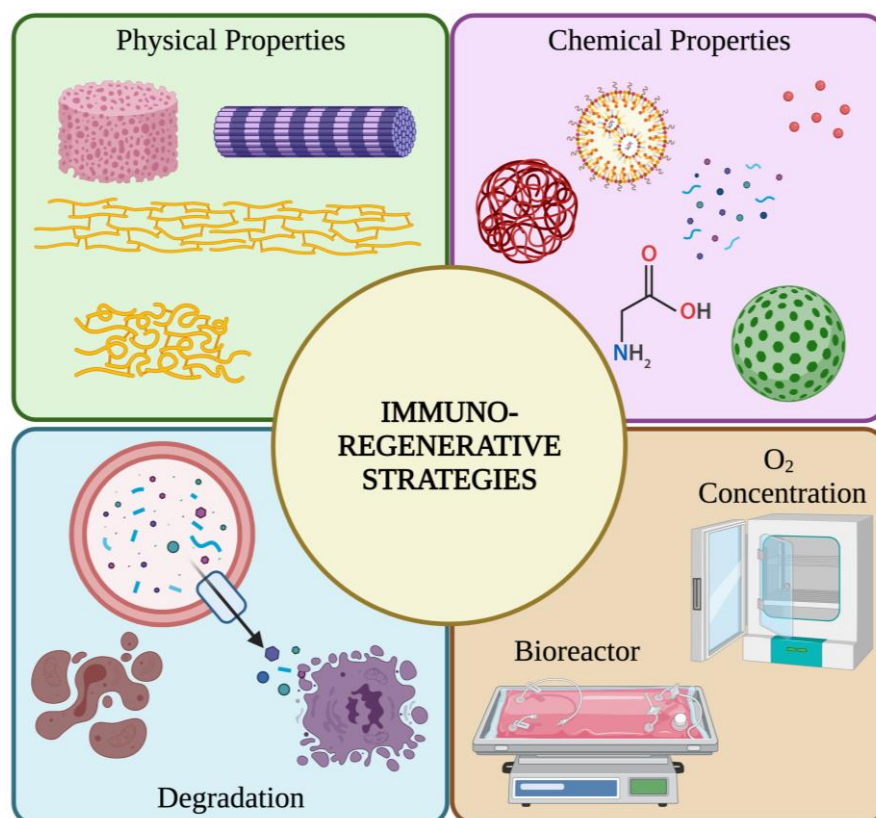 Physical Properties
Chemical Properties
O
OH
NH₂
IMMUNO-
REGENERATIVE
STRATEGIES
O₂
Concentration
Bioreactor
Degradation